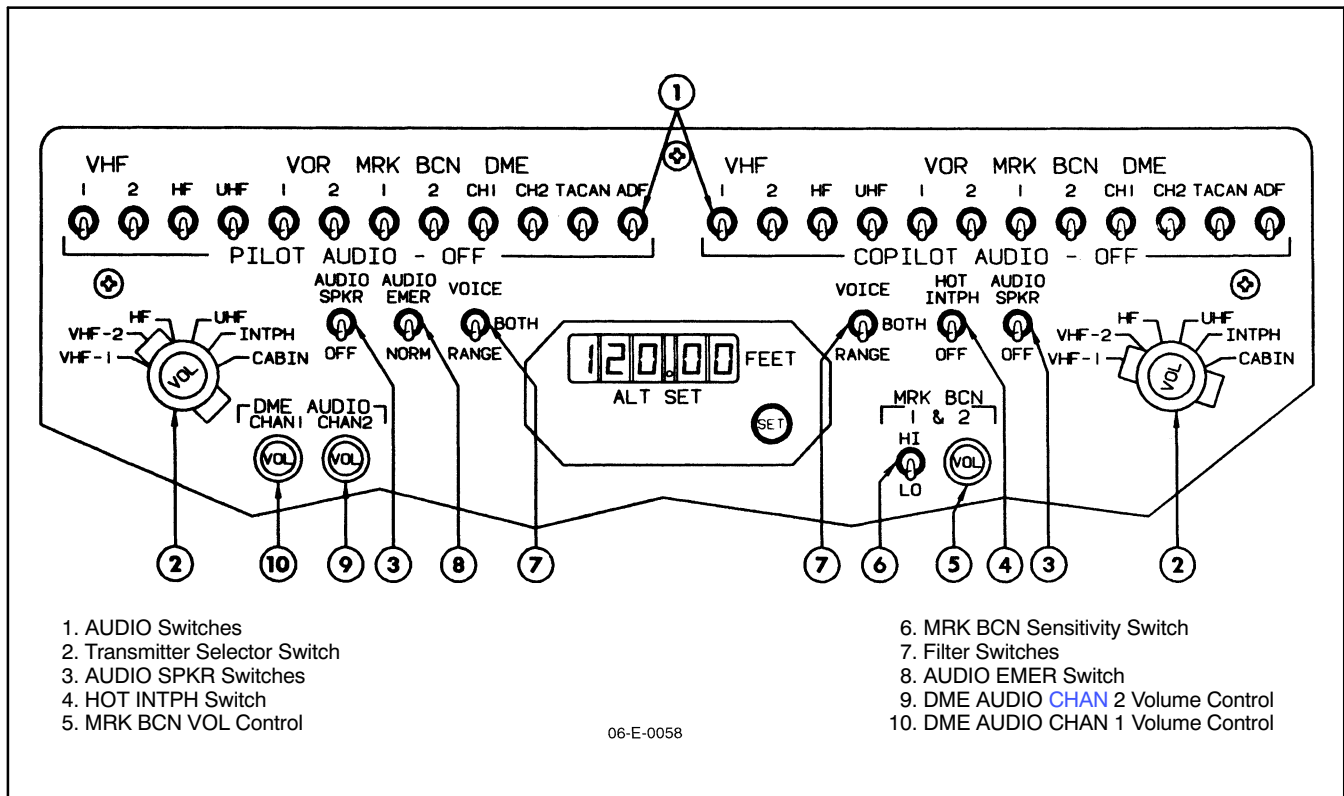 1
VHF VOR MRK BCN DME
1 2 HF UHF 1 2 1 2 CH1 CH2 TACAN ADF
PILOT AUDIO - OFF
VHF VOR MRK BCN DME
1 2 HF UHF 1 2 1 2 CH1 CH2 TACAN ADF
COPILOT AUDIO - OFF
AUDIO SPKR
OFF
AUDIO EMER
NORM
VOICE
BOTH
RANGE
VHF-1
VHF-2
HF
UHF
INTPH
CABIN
VOL
DME AUDIO
CHAN1 CHAN2
VOL VOL
120.00 FEET
ALT SET
SET
VOICE
BOTH
RANGE
HOT INTPH
OFF
AUDIO SPKR
OFF
MRK BCN
1 & 2
HI
LO
VOL
VHF-1
VHF-2
HF
UHF
INTPH
CABIN
VOL
2 10 9 3 8 7 7 6 5 4 3 2
1. AUDIO Switches
2. Transmitter Selector Switch
3. AUDIO SPKR Switches
4. HOT INTPH Switch
5. MRK BCN VOL Control
6. MRK BCN Sensitivity Switch
7. Filter Switches
8. AUDIO EMER Switch
9. DME AUDIO CHAN 2 Volume Control
10. DME AUDIO CHAN 1 Volume Control
06-E-0058